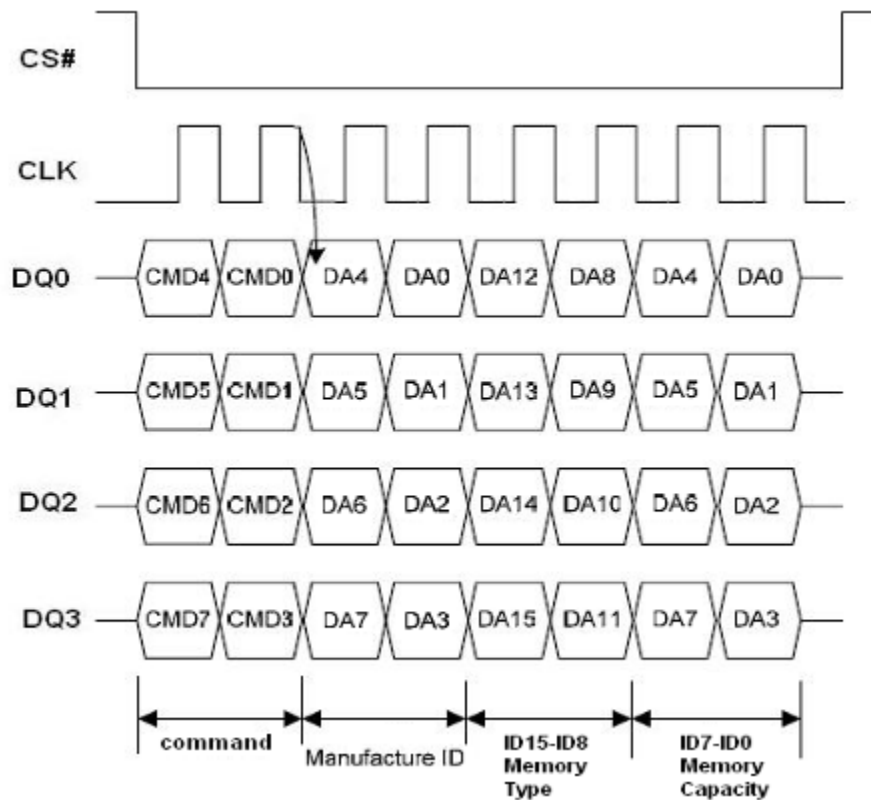 CS#
CLK
DQ0 CMD4 CMD0 DA4 DA0 DA12 DA8 DA4 DA0
DQ1 CMD5 CMD1 DA5 DA1 DA13 DA9 DA5 DA1
DQ2 CMD6 CMD2 DA6 DA2 DA14 DA10 DA6 DA2
DQ3 CMD7 CMD3 DA7 DA3 DA15 DA11 DA7 DA3
command
Manufacture ID
ID15-ID8
Memory
Type
ID7-ID0
Memory
Capacity